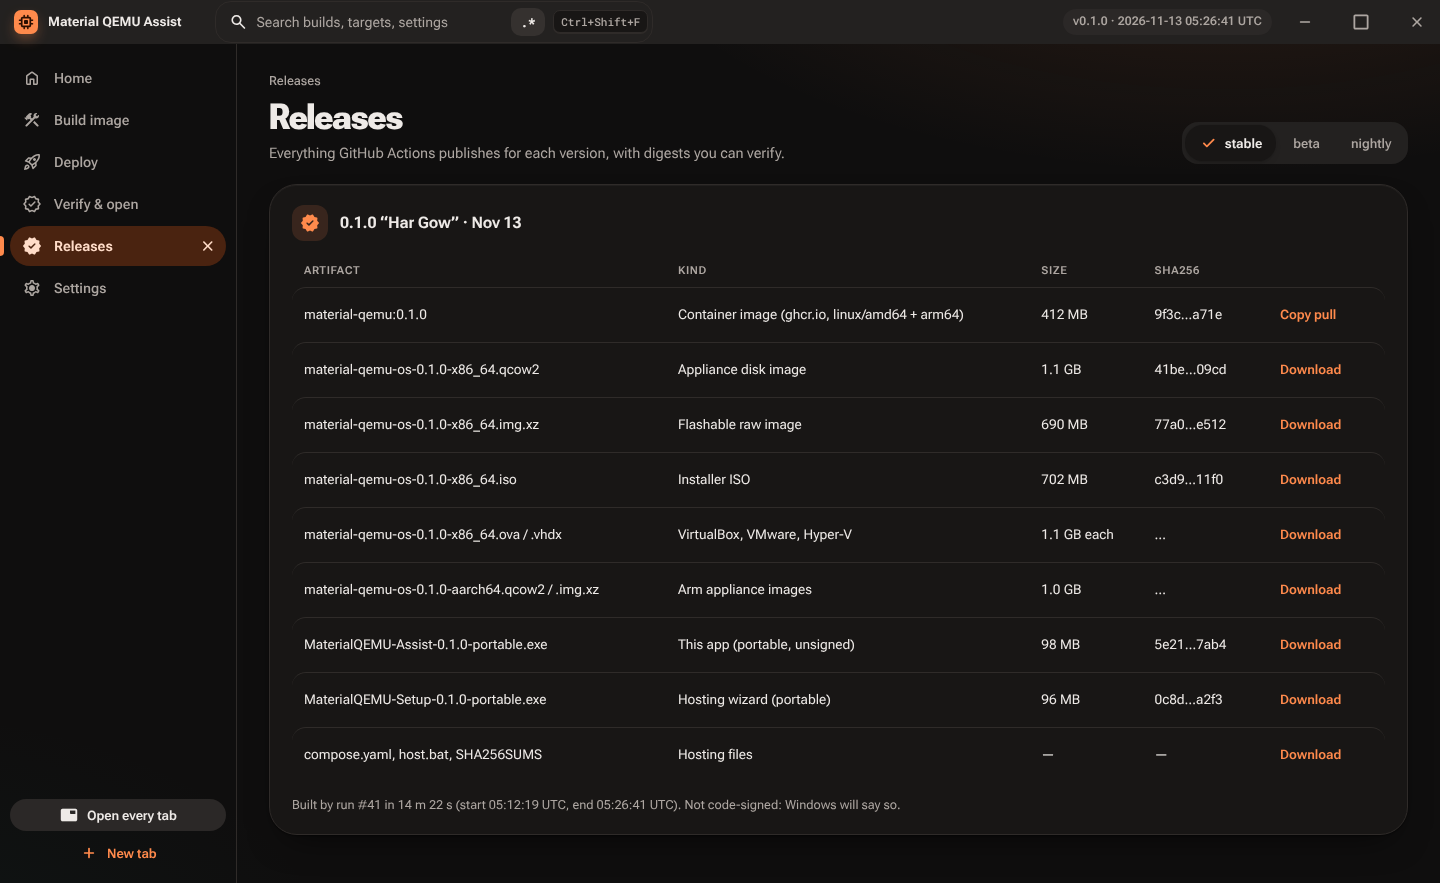 Material QEMU Assist
Search builds, targets, settings
.*
Ctrl+Shift+F
v0.1.0 · 2026-11-13 05:26:41 UTC
Home
Build image
Deploy
Verify & open
Releases
Settings
Open every tab
New tab
Releases
Releases
Everything GitHub Actions publishes for each version, with digests you can verify.
stable beta nightly
0.1.0 “Har Gow” · Nov 13
ARTIFACT KIND SIZE SHA256
material-qemu:0.1.0 Container image (ghcr.io, linux/amd64 + arm64) 412 MB 9f3c…a71e Copy pull
material-qemu-os-0.1.0-x86_64.qcow2 Appliance disk image 1.1 GB 41be…09cd Download
material-qemu-os-0.1.0-x86_64.img.xz Flashable raw image 690 MB 77a0…e512 Download
material-qemu-os-0.1.0-x86_64.iso Installer ISO 702 MB c3d9…11f0 Download
material-qemu-os-0.1.0-x86_64.ova / .vhdx VirtualBox, VMware, Hyper-V 1.1 GB each … Download
material-qemu-os-0.1.0-aarch64.qcow2 / .img.xz Arm appliance images 1.0 GB … Download
MaterialQEMU-Assist-0.1.0-portable.exe This app (portable, unsigned) 98 MB 5e21…7ab4 Download
MaterialQEMU-Setup-0.1.0-portable.exe Hosting wizard (portable) 96 MB 0c8d…a2f3 Download
compose.yaml, host.bat, SHA256SUMS Hosting files — — Download
Built by run #41 in 14 m 22 s (start 05:12:19 UTC, end 05:26:41 UTC). Not code-signed: Windows will say so.